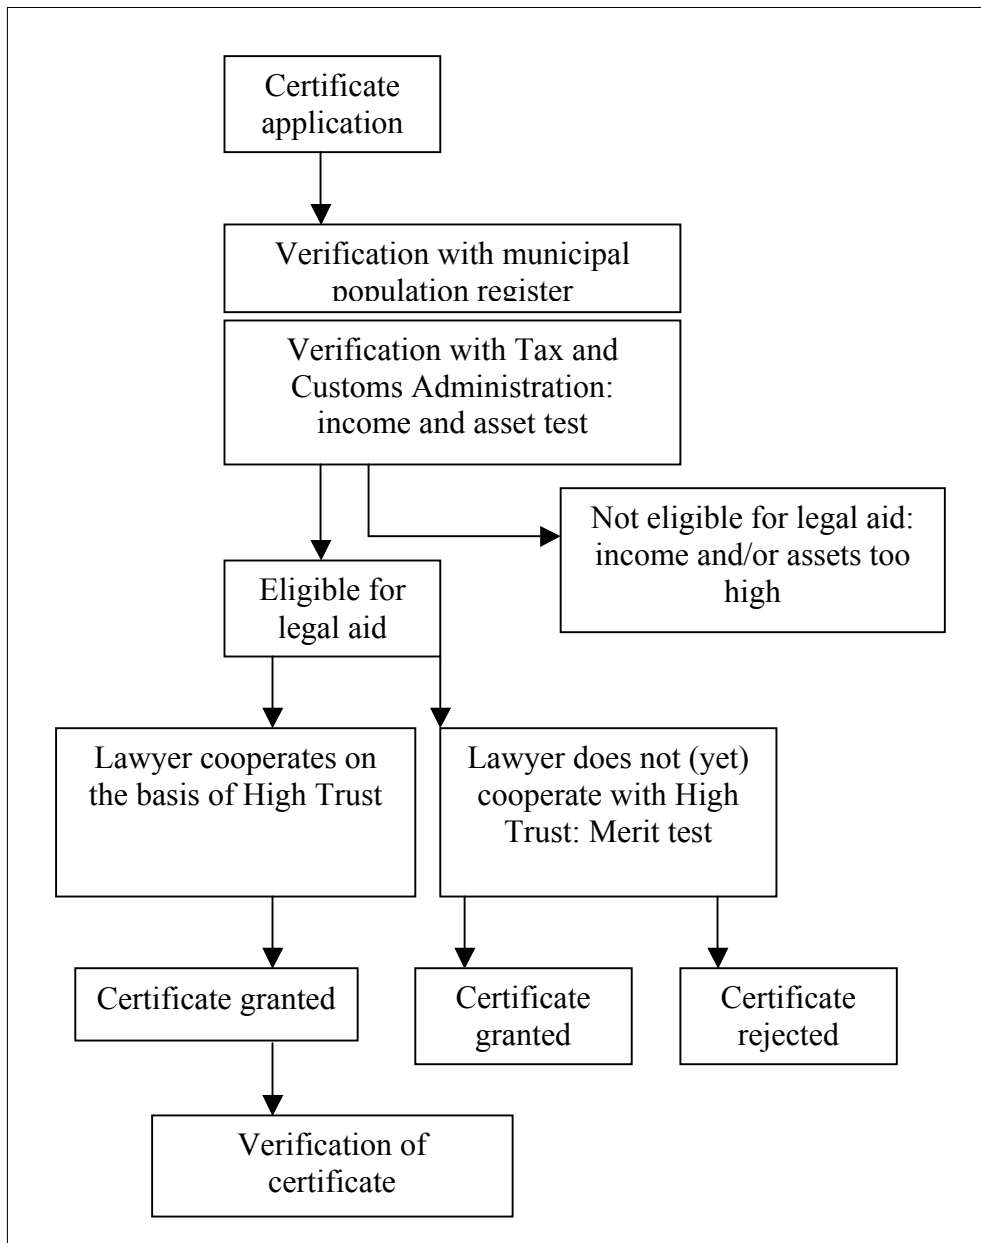 Certificate
application
Verification with municipal
population register
Verification with Tax and
Customs Administration:
income and asset test
Not eligible for legal aid:
income and/or assets too
high
Eligible for
legal aid
Lawyer cooperates on
the basis of High Trust
Lawyer does not (yet)
cooperate with High
Trust: Merit test
Certificate granted
Certificate
granted
Certificate
rejected
Verification of
certificate